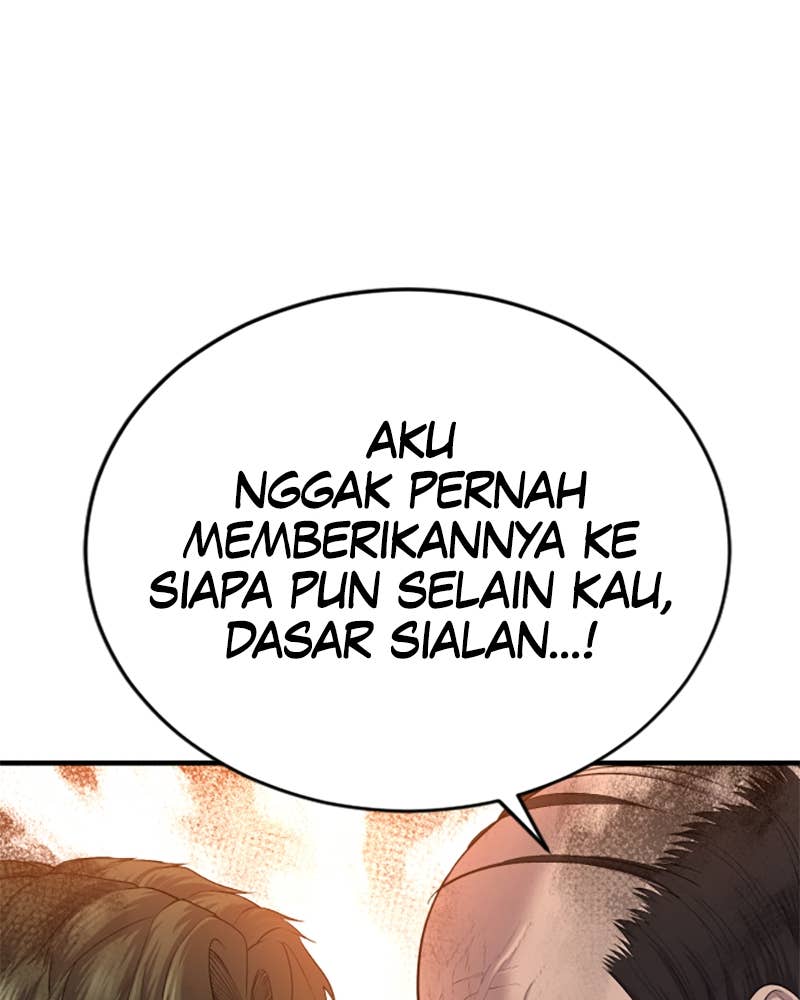 AKU
NGGAK PERNAH
MEMBERIKANNYA KE
SIAPA PUN SELAIN KAU,
DASAR SIALAN...!